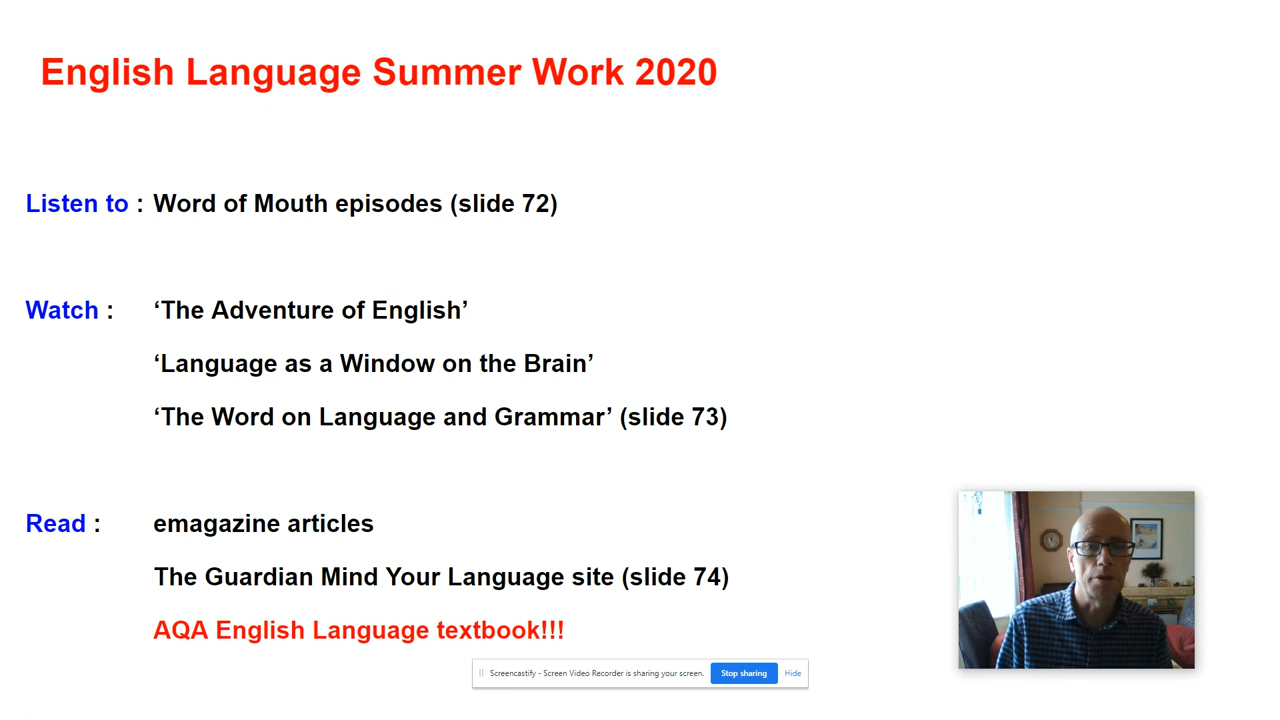 English Language Summer Work 2020
Listen to : Word of Mouth episodes (slide 72)
Watch : ‘The Adventure of English’
‘Language as a Window on the Brain’
‘The Word on Language and Grammar’ (slide 73)
Read : emagazine articles
The Guardian Mind Your Language site (slide 74)
AQA English Language textbook!!!
Screencastify - Screen Video Recorder is sharing your screen. Stop sharing Hide